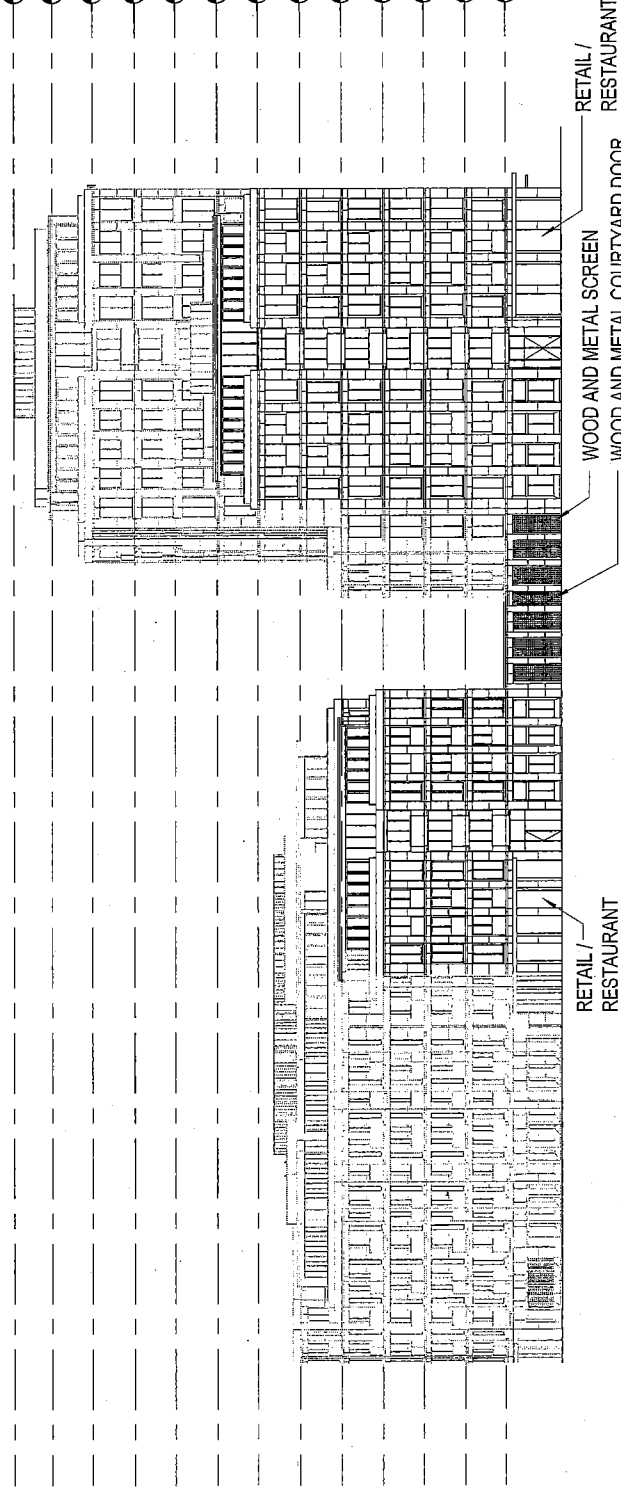 RETAIL /
RESTAURANT
WOOD AND METAL SCREEN
WOOD AND METAL COURTYARD DOOR
RETAIL /
RESTAURANT